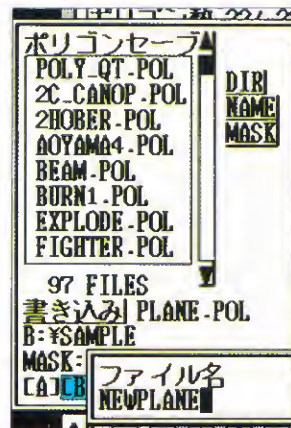 ポリゴンセーブ
POLY_QT.POL
2C_CANOP.POL
2HOBER.POL
AOYAMA4.POL
BEAM.POL
BURN1.POL
EXPLODE.POL
FIGHTER.POL
DIR
NAME
MASK
97 FILES
書き込み PLANE.POL
B:¥SAMPLE
MASK:
[A][B
ファイル名
NEWPLANE